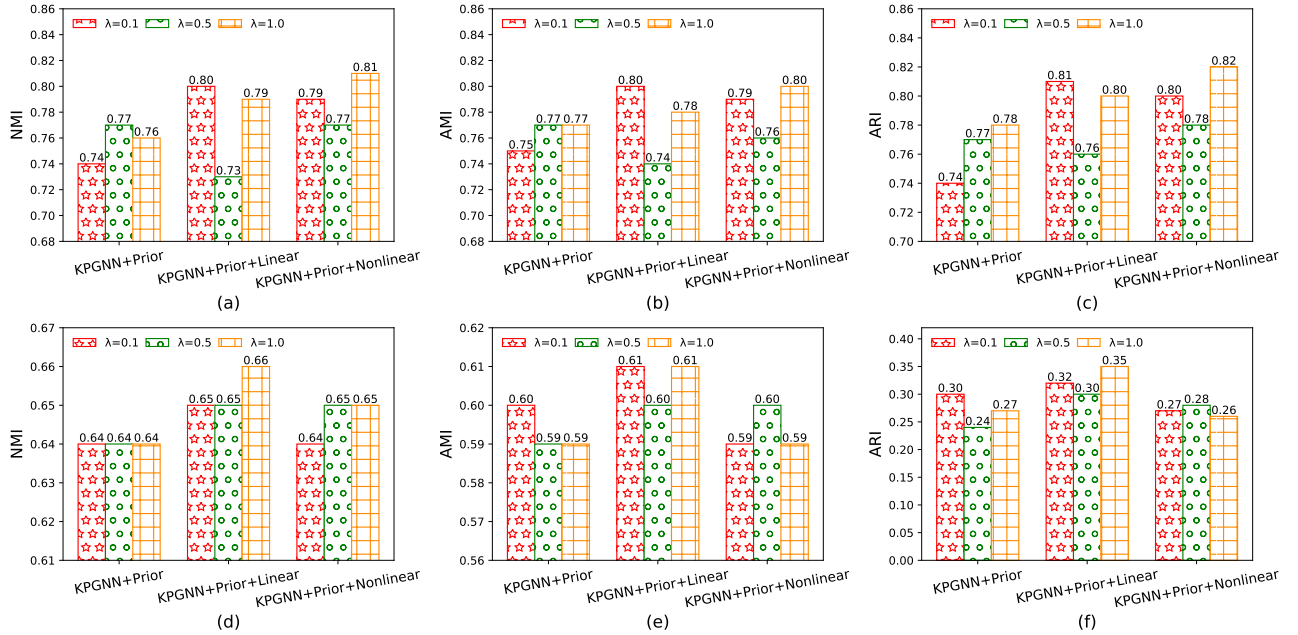 0.86
0.84
0.82
0.80
0.78
0.76
0.74
0.72
0.70
0.68
NMI
λ=0.1 λ=0.5 λ=1.0
0.74 0.77 0.76
0.80 0.73 0.79
0.79 0.77 0.81
KPGNN+Prior KPGNN+Prior+Linear KPGNN+Prior+Nonlinear
(a)
0.86
0.84
0.82
0.80
0.78
0.76
0.74
0.72
0.70
0.68
AMI
λ=0.1 λ=0.5 λ=1.0
0.75 0.77 0.77
0.80 0.74 0.78
0.79 0.76 0.80
KPGNN+Prior KPGNN+Prior+Linear KPGNN+Prior+Nonlinear
(b)
0.86
0.84
0.82
0.80
0.78
0.76
0.74
0.72
0.70
ARI
λ=0.1 λ=0.5 λ=1.0
0.74 0.77 0.78
0.81 0.76 0.80
0.80 0.78 0.82
KPGNN+Prior KPGNN+Prior+Linear KPGNN+Prior+Nonlinear
(c)
0.67
0.66
0.65
0.64
0.63
0.62
0.61
NMI
λ=0.1 λ=0.5 λ=1.0
0.64 0.64 0.64
0.65 0.65 0.66
0.64 0.65 0.65
KPGNN+Prior KPGNN+Prior+Linear KPGNN+Prior+Nonlinear
(d)
0.62
0.61
0.60
0.59
0.58
0.57
0.56
AMI
λ=0.1 λ=0.5 λ=1.0
0.60 0.59 0.59
0.61 0.60 0.61
0.59 0.60 0.59
KPGNN+Prior KPGNN+Prior+Linear KPGNN+Prior+Nonlinear
(e)
0.40
0.35
0.30
0.25
0.20
0.15
0.10
0.05
0.00
ARI
λ=0.1 λ=0.5 λ=1.0
0.30 0.24 0.27
0.32 0.30 0.35
0.27 0.28 0.26
KPGNN+Prior KPGNN+Prior+Linear KPGNN+Prior+Nonlinear
(f)